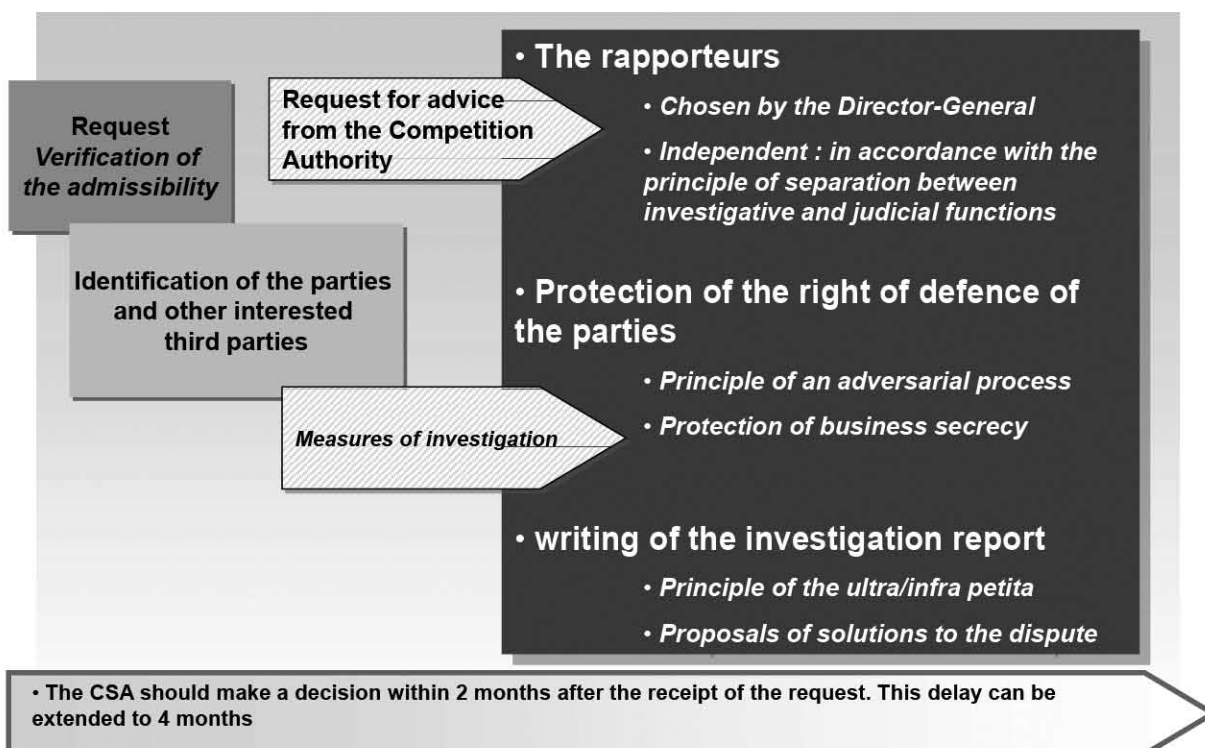 Request
Verification of
the admissibility
Identification of the parties
and other interested
third parties
Request for advice
from the Competition
Authority
Measures of investigation
• The rapporteurs
• Chosen by the Director-General
• Independent : in accordance with the
principle of separation between
investigative and judicial functions
• Protection of the right of defence of
the parties
• Principle of an adversarial process
• Protection of business secrecy
• writing of the investigation report
• Principle of the ultra/infra petita
• Proposals of solutions to the dispute
• The CSA should make a decision within 2 months after the receipt of the request. This delay can be
extended to 4 months